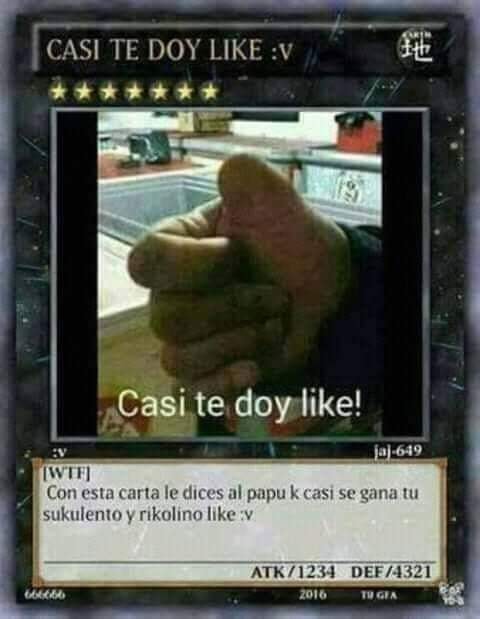 CASI TE DOY LIKE :v
EARTH
地
Casi te doy like!
:v
jaj-649
[WTF]
Con esta carta le dices al papu k casi se gana tu
sukulento y rikolino like :v
ATK/1234 DEF/4321
666666
2016
TU GFA